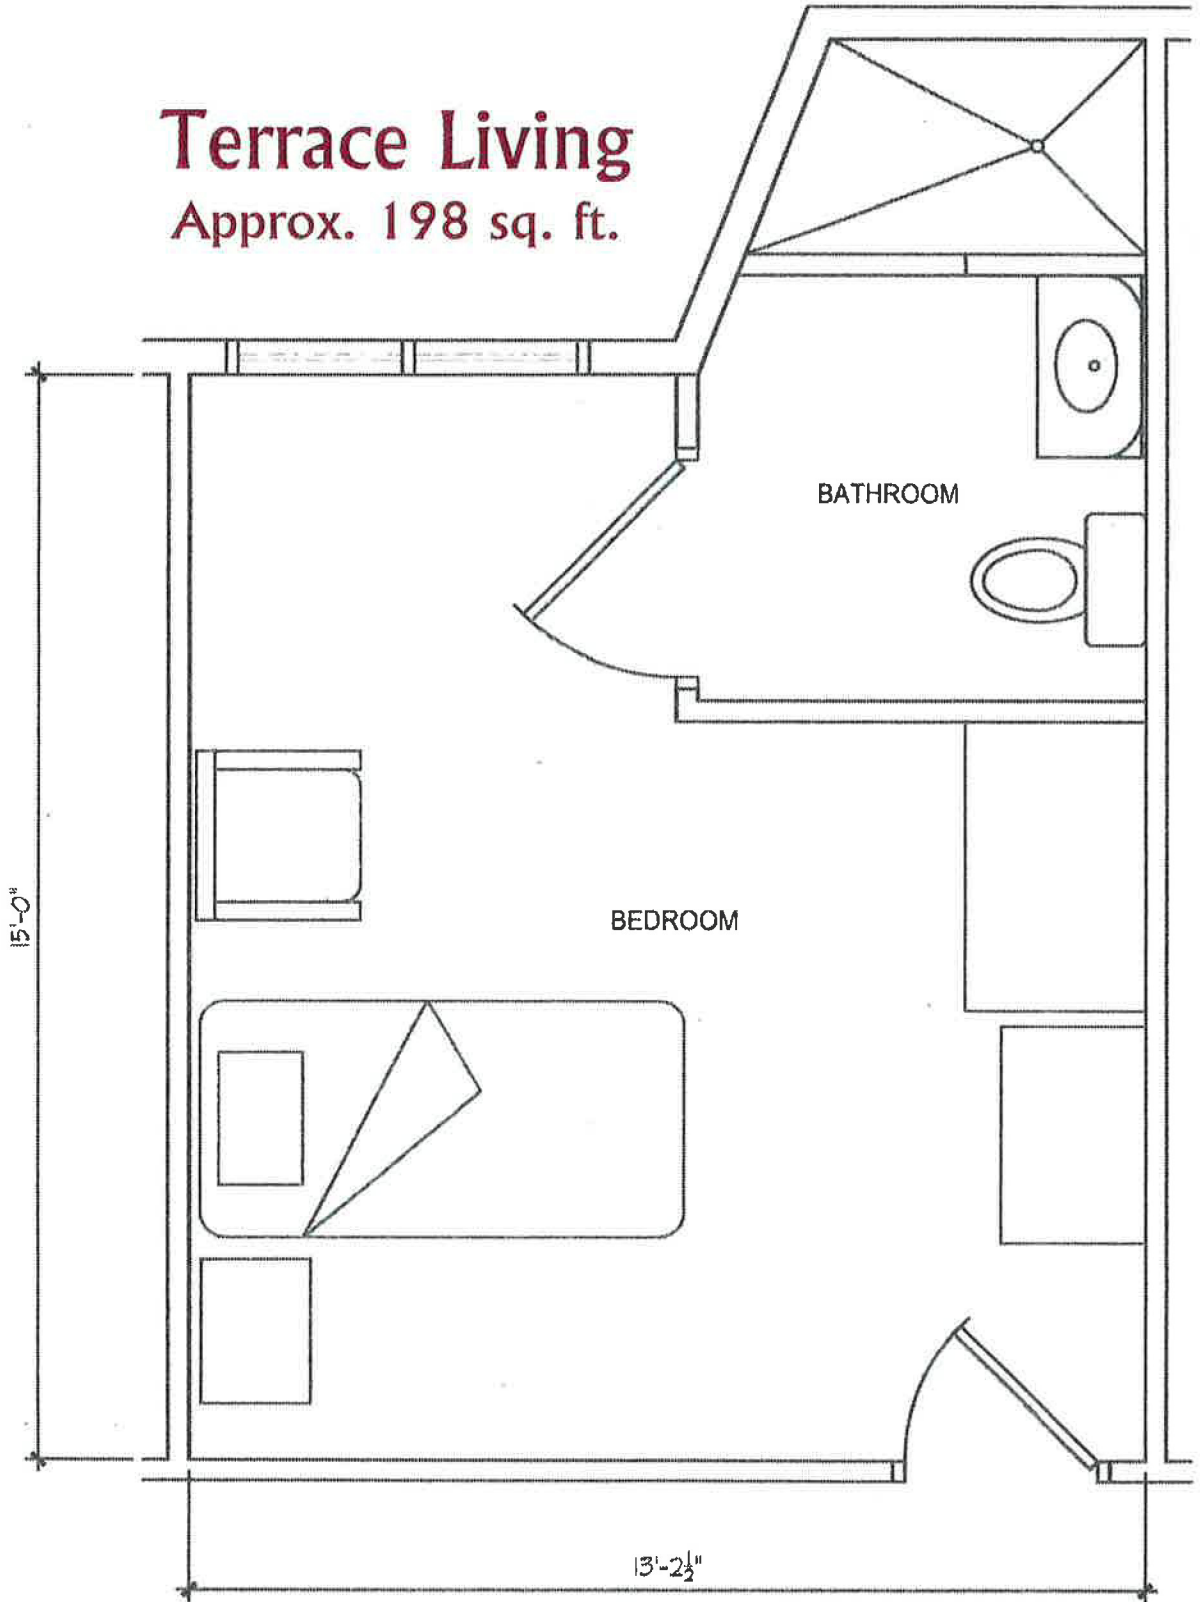 Terrace Living
Approx. 198 sq. ft.
BATHROOM
BEDROOM
15'-0"
13'-2½"